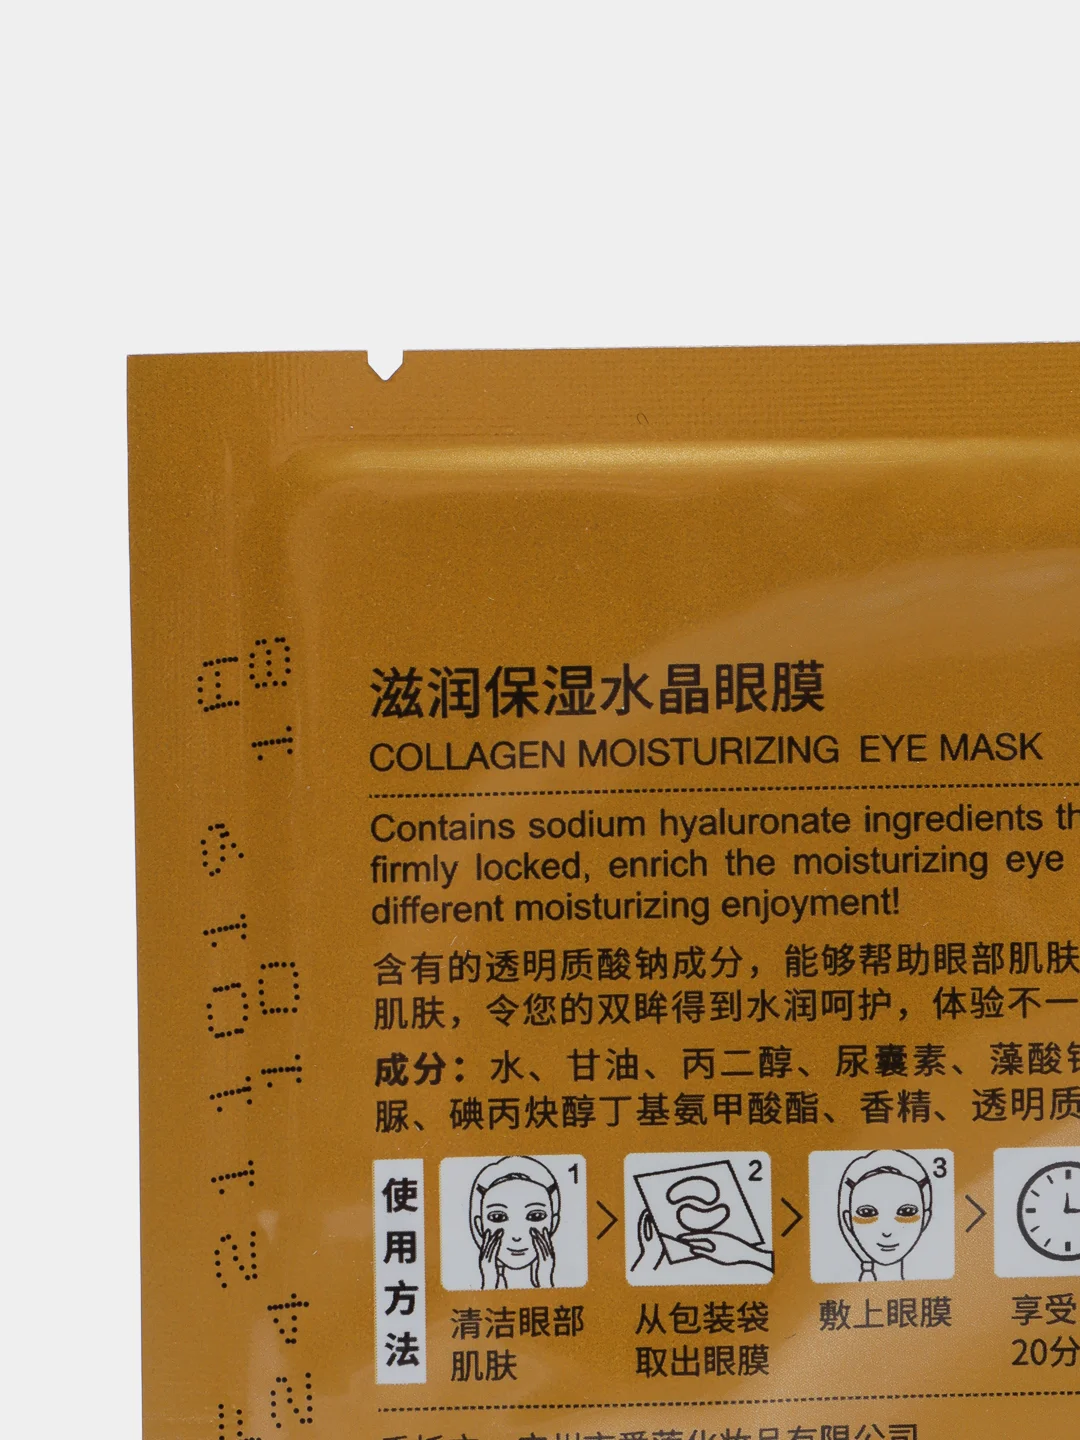 滋润保湿水晶眼膜
COLLAGEN MOISTURIZING EYE MASK
Contains sodium hyaluronate ingredients th
firmly locked, enrich the moisturizing eye
different moisturizing enjoyment!
含有的透明质酸钠成分，能够帮助眼部肌肤
肌肤，令您的双眸得到水润呵护，体验不一
成分：水、甘油、丙二醇、尿囊素、藻酸钠
脲、碘丙炔醇丁基氨甲酸酯、香精、透明质
使用方法
1
2
3
清洁眼部
肌肤
从包装袋
取出眼膜
敷上眼膜
享受
20分